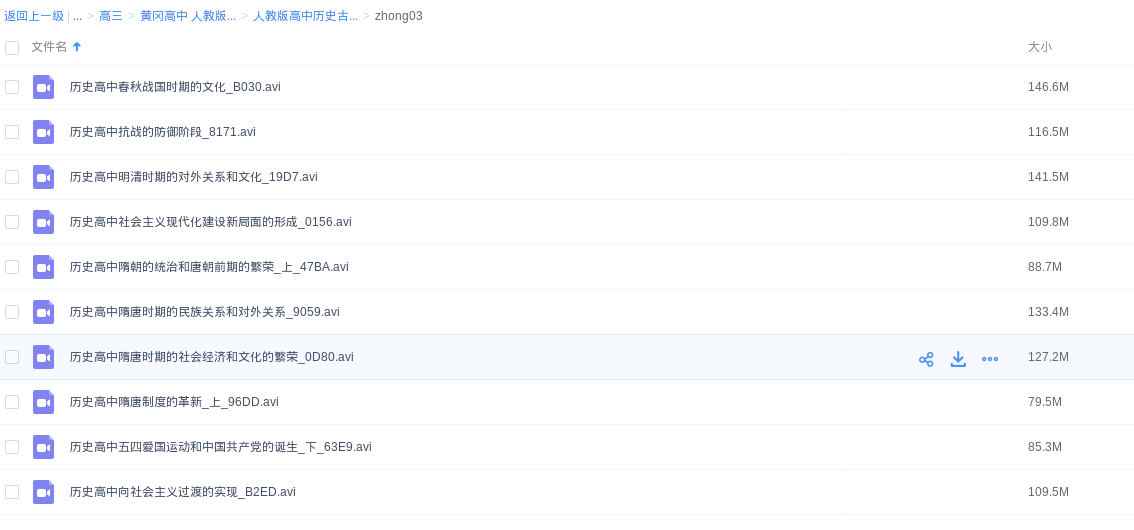 返回上一级 | ... > 高三 > 黄冈高中 人教版... > 人教版高中历史古... > zhong03
文件名 大小
历史高中春秋战国时期的文化_B030.avi 146.6M
历史高中抗战的防御阶段_8171.avi 116.5M
历史高中明清时期的对外关系和文化_19D7.avi 141.5M
历史高中社会主义现代化建设新局面的形成_0156.avi 109.8M
历史高中隋朝的统治和唐朝前期的繁荣_上_47BA.avi 88.7M
历史高中隋唐时期的民族关系和对外关系_9059.avi 133.4M
历史高中隋唐时期的社会经济和文化的繁荣_0D80.avi 127.2M
历史高中隋唐制度的革新_上_96DD.avi 79.5M
历史高中五四爱国运动和中国共产党的诞生_下_63E9.avi 85.3M
历史高中向社会主义过渡的实现_B2ED.avi 109.5M